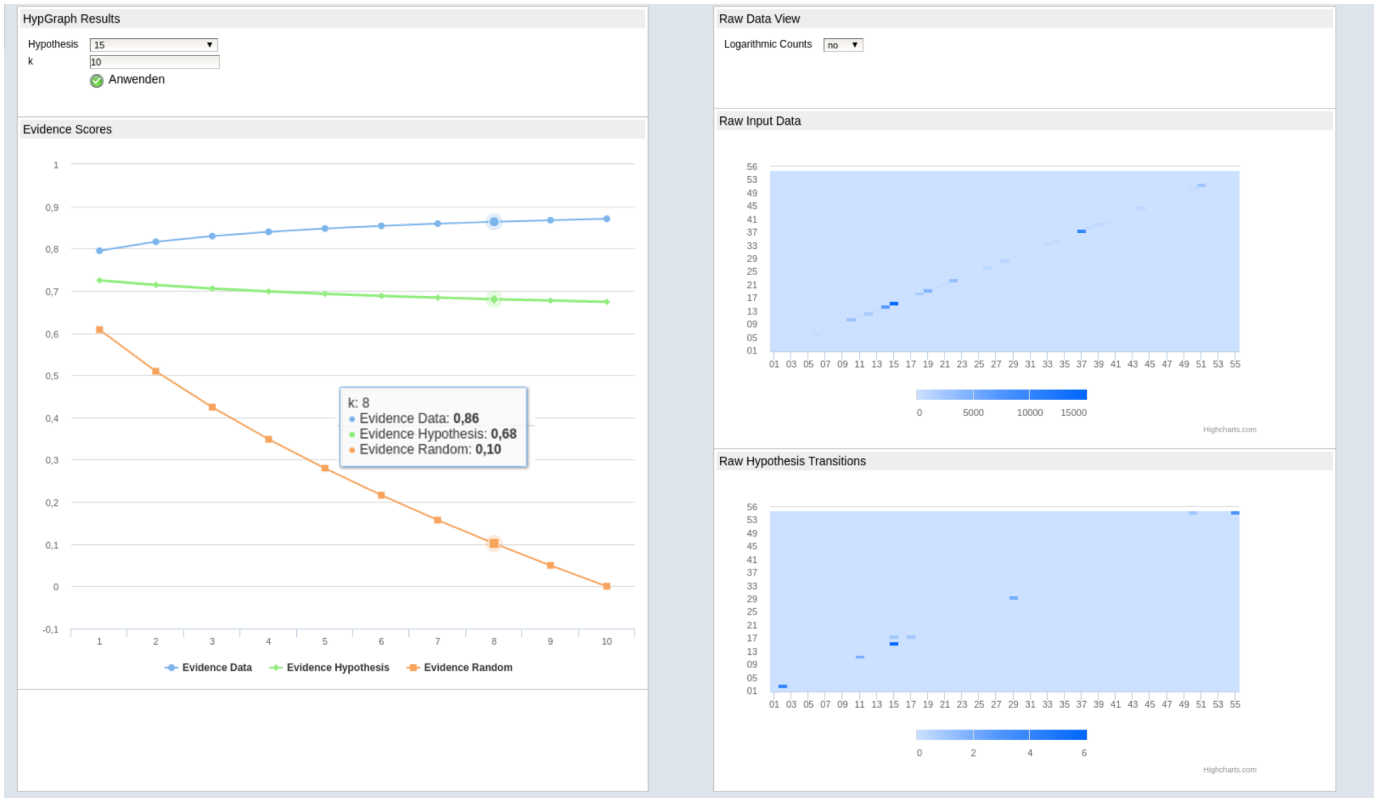 HypGraph Results
Hypothesis 15
k 10
Anwenden
Evidence Scores
1
0,9
0,8
0,7
0,6
0,5
0,4
0,3
0,2
0,1
0
-0,1
k: 8
Evidence Data: 0,86
Evidence Hypothesis: 0,68
Evidence Random: 0,10
1 2 3 4 5 6 7 8 9 10
Evidence Data Evidence Hypothesis Evidence Random
Raw Data View
Logarithmic Counts no
Raw Input Data
56
53
49
45
41
37
33
29
25
21
17
13
09
05
01
01 03 05 07 09 11 13 15 17 19 21 23 25 27 29 31 33 35 37 39 41 43 45 47 49 51 53 55
0 5000 10000 15000
Highcharts.com
Raw Hypothesis Transitions
56
53
49
45
41
37
33
29
25
21
17
13
09
05
01
01 03 05 07 09 11 13 15 17 19 21 23 25 27 29 31 33 35 37 39 41 43 45 47 49 51 53 55
0 2 4 6
Highcharts.com